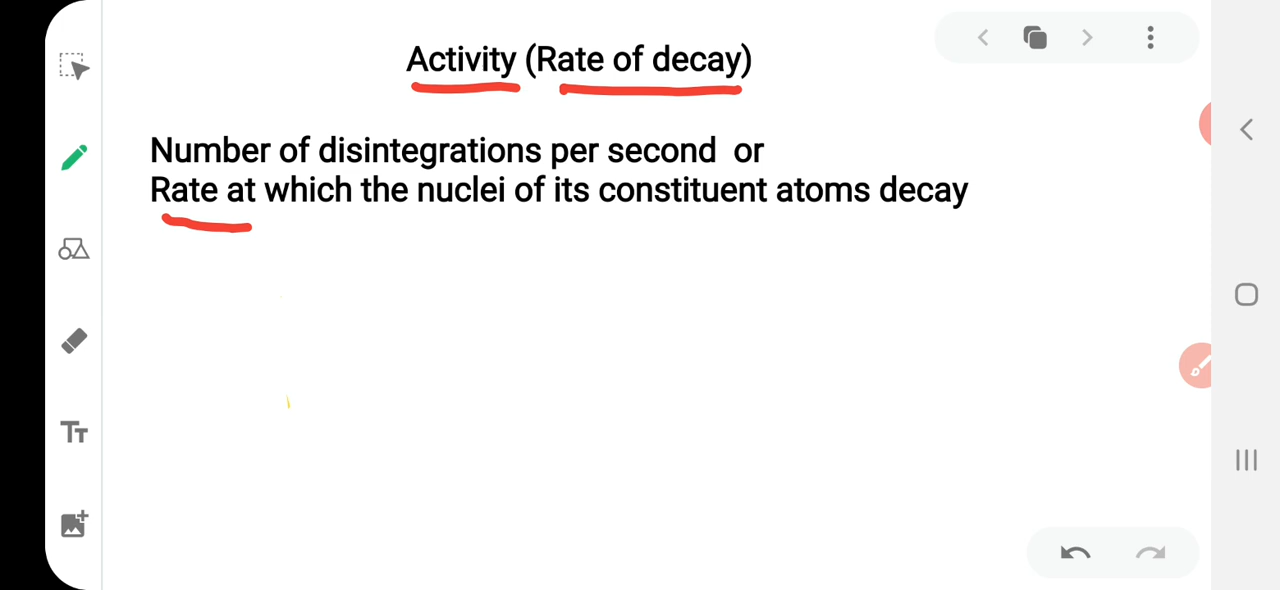 Activity (Rate of decay)
Number of disintegrations per second or
Rate at which the nuclei of its constituent atoms decay
TT